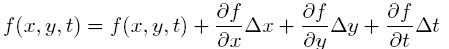 f(x, y, t) = f(x, y, t) + ∂f/∂x Δx + ∂f/∂y Δy + ∂f/∂t Δt